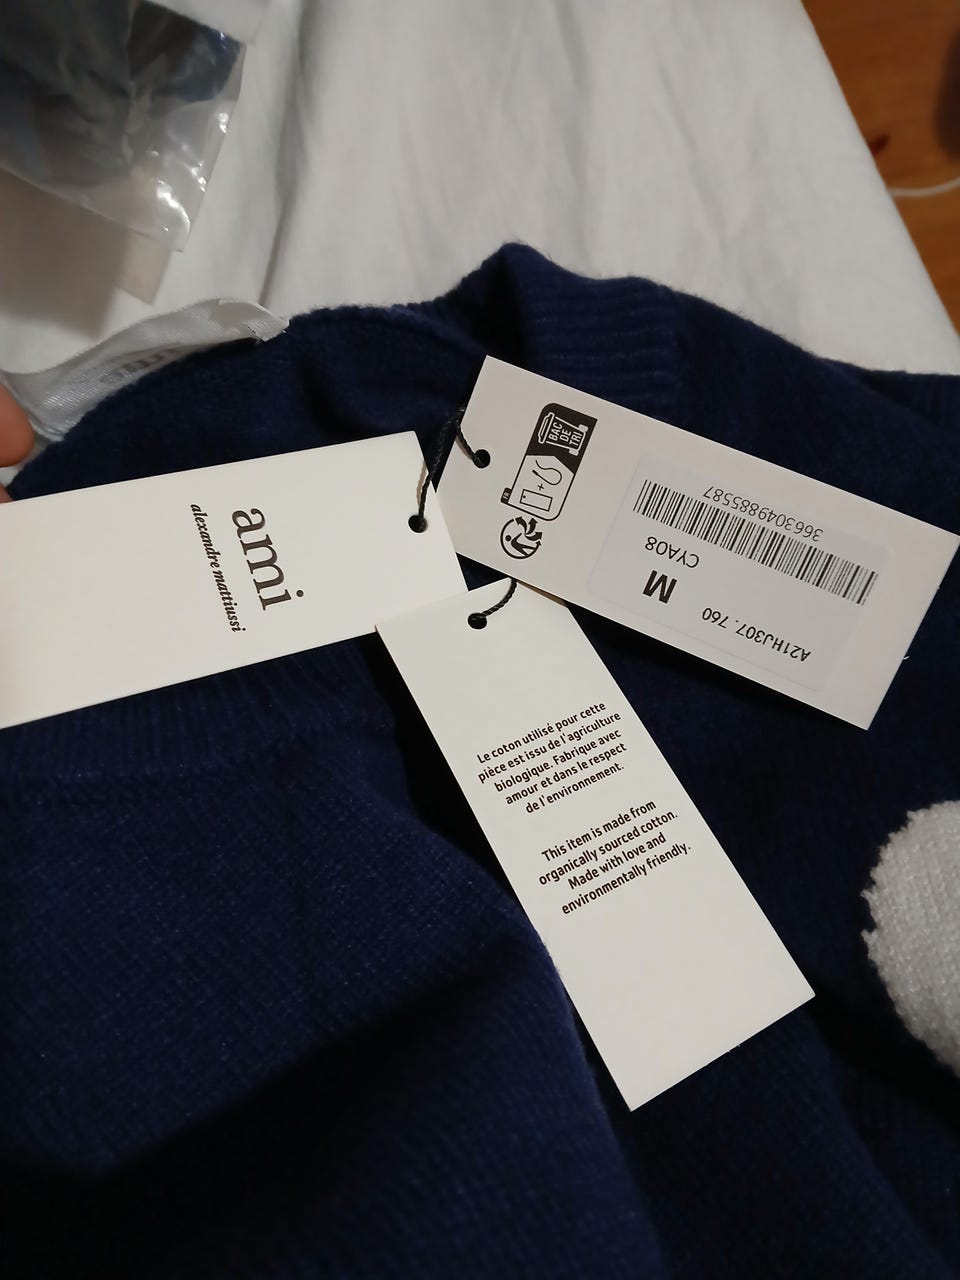 ami
alexandre mattiussi
BAC
DE
TRI
FR
+
3663049885587
M
CYA08
A21HJ307.760
Le coton utilisé pour cette
pièce est issu de l'agriculture
biologique. Fabrique avec
amour et dans le respect
de l'environnement.
This item is made from
organically sourced cotton.
Made with love and
environmentally friendly.